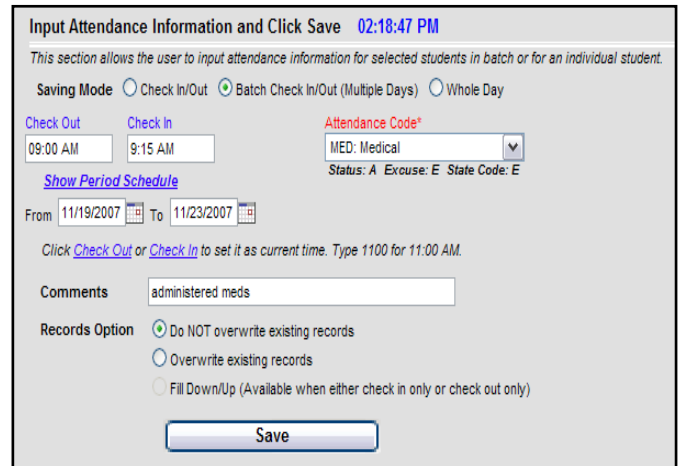 Input Attendance Information and Click Save 02:18:47 PM
This section allows the user to input attendance information for selected students in batch or for an individual student.
Saving Mode Check In/Out Batch Check In/Out (Multiple Days) Whole Day
Check Out Check In Attendance Code*
09:00 AM 9:15 AM MED: Medical
Status: A Excuse: E State Code: E
Show Period Schedule
From 11/19/2007 To 11/23/2007
Click Check Out or Check In to set it as current time. Type 1100 for 11:00 AM.
Comments administered meds
Records Option Do NOT overwrite existing records
Overwrite existing records
Fill Down/Up (Available when either check in only or check out only)
Save